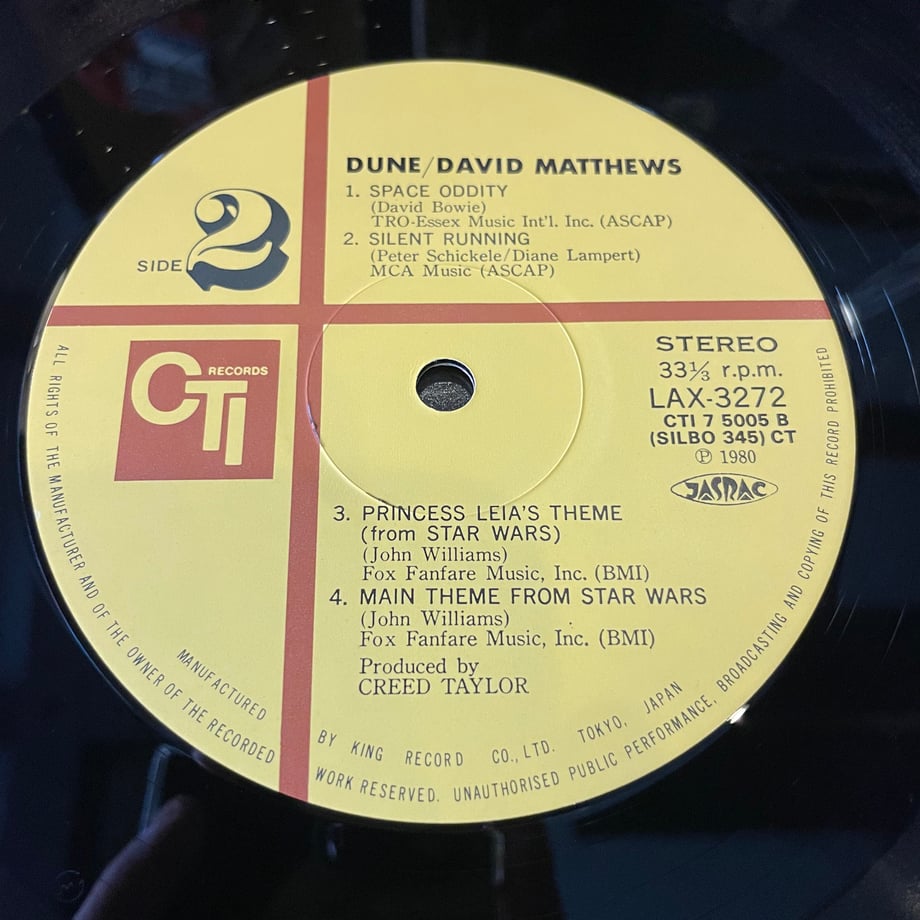 DUNE/DAVID MATTHEWS
1. SPACE ODDITY
(David Bowie)
TRO-Essex Music Int'l. Inc. (ASCAP)
2. SILENT RUNNING
(Peter Schickele/Diane Lampert)
MCA Music (ASCAP)
SIDE 2
CTI RECORDS
STEREO
33⅓ r.p.m.
LAX-3272
CTI 7 5005 B
(SILBO 345) CT
Ⓟ 1980
JASRAC
3. PRINCESS LEIA'S THEME
(from STAR WARS)
(John Williams)
Fox Fanfare Music, Inc. (BMI)
4. MAIN THEME FROM STAR WARS
(John Williams)
Fox Fanfare Music, Inc. (BMI)
Produced by
CREED TAYLOR
MANUFACTURED BY KING RECORD CO., LTD. TOKYO, JAPAN
ALL RIGHTS OF THE MANUFACTURER AND OF THE OWNER OF THE RECORDED WORK RESERVED. UNAUTHORISED PUBLIC PERFORMANCE, BROADCASTING AND COPYING OF THIS RECORD PROHIBITED